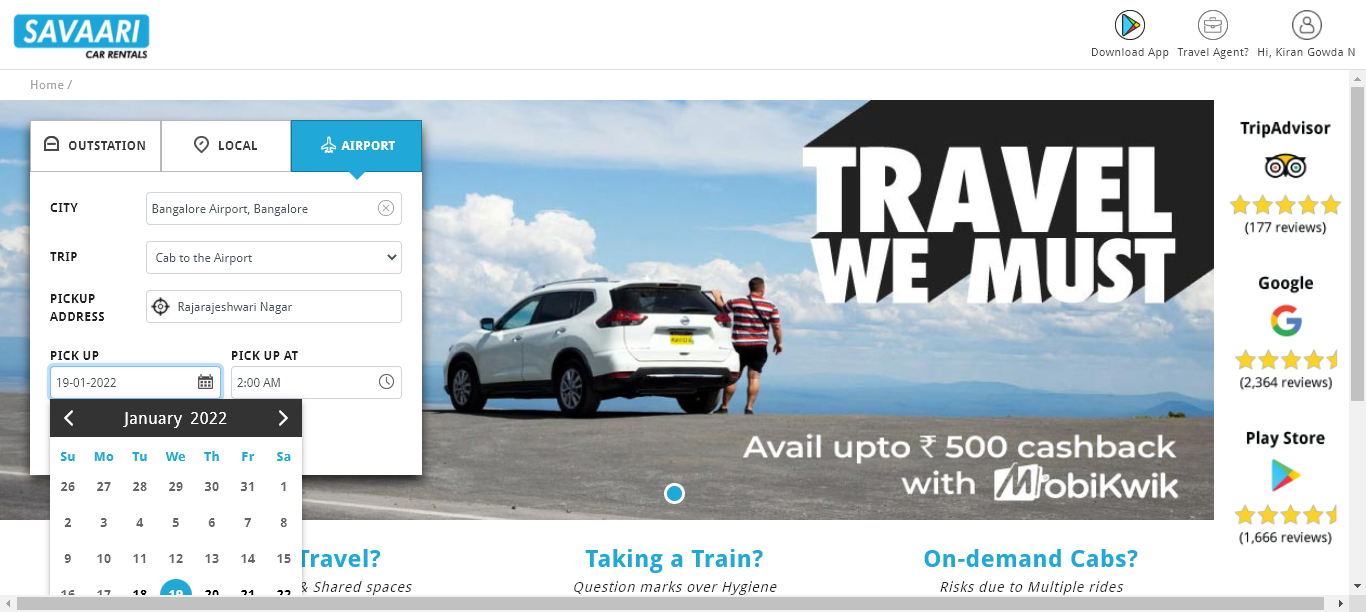 SAVAARI
CAR RENTALS
Download App
Travel Agent?
Hi, Kiran Gowda N
Home /
OUTSTATION
LOCAL
AIRPORT
CITY
Bangalore Airport, Bangalore
TRIP
Cab to the Airport
PICKUP
ADDRESS
Rajarajeshwari Nagar
PICK UP
PICK UP AT
19-01-2022
2:00 AM
January 2022
Su Mo Tu We Th Fr Sa
26 27 28 29 30 31 1
2 3 4 5 6 7 8
9 10 11 12 13 14 15
16 17 18 19 20 21 22
TRAVEL
WE MUST
Avail upto ₹ 500 cashback
with MobiKwik
TripAdvisor
(177 reviews)
Google
(2,364 reviews)
Play Store
(1,666 reviews)
Travel?
& Shared spaces
Taking a Train?
Question marks over Hygiene
On-demand Cabs?
Risks due to Multiple rides